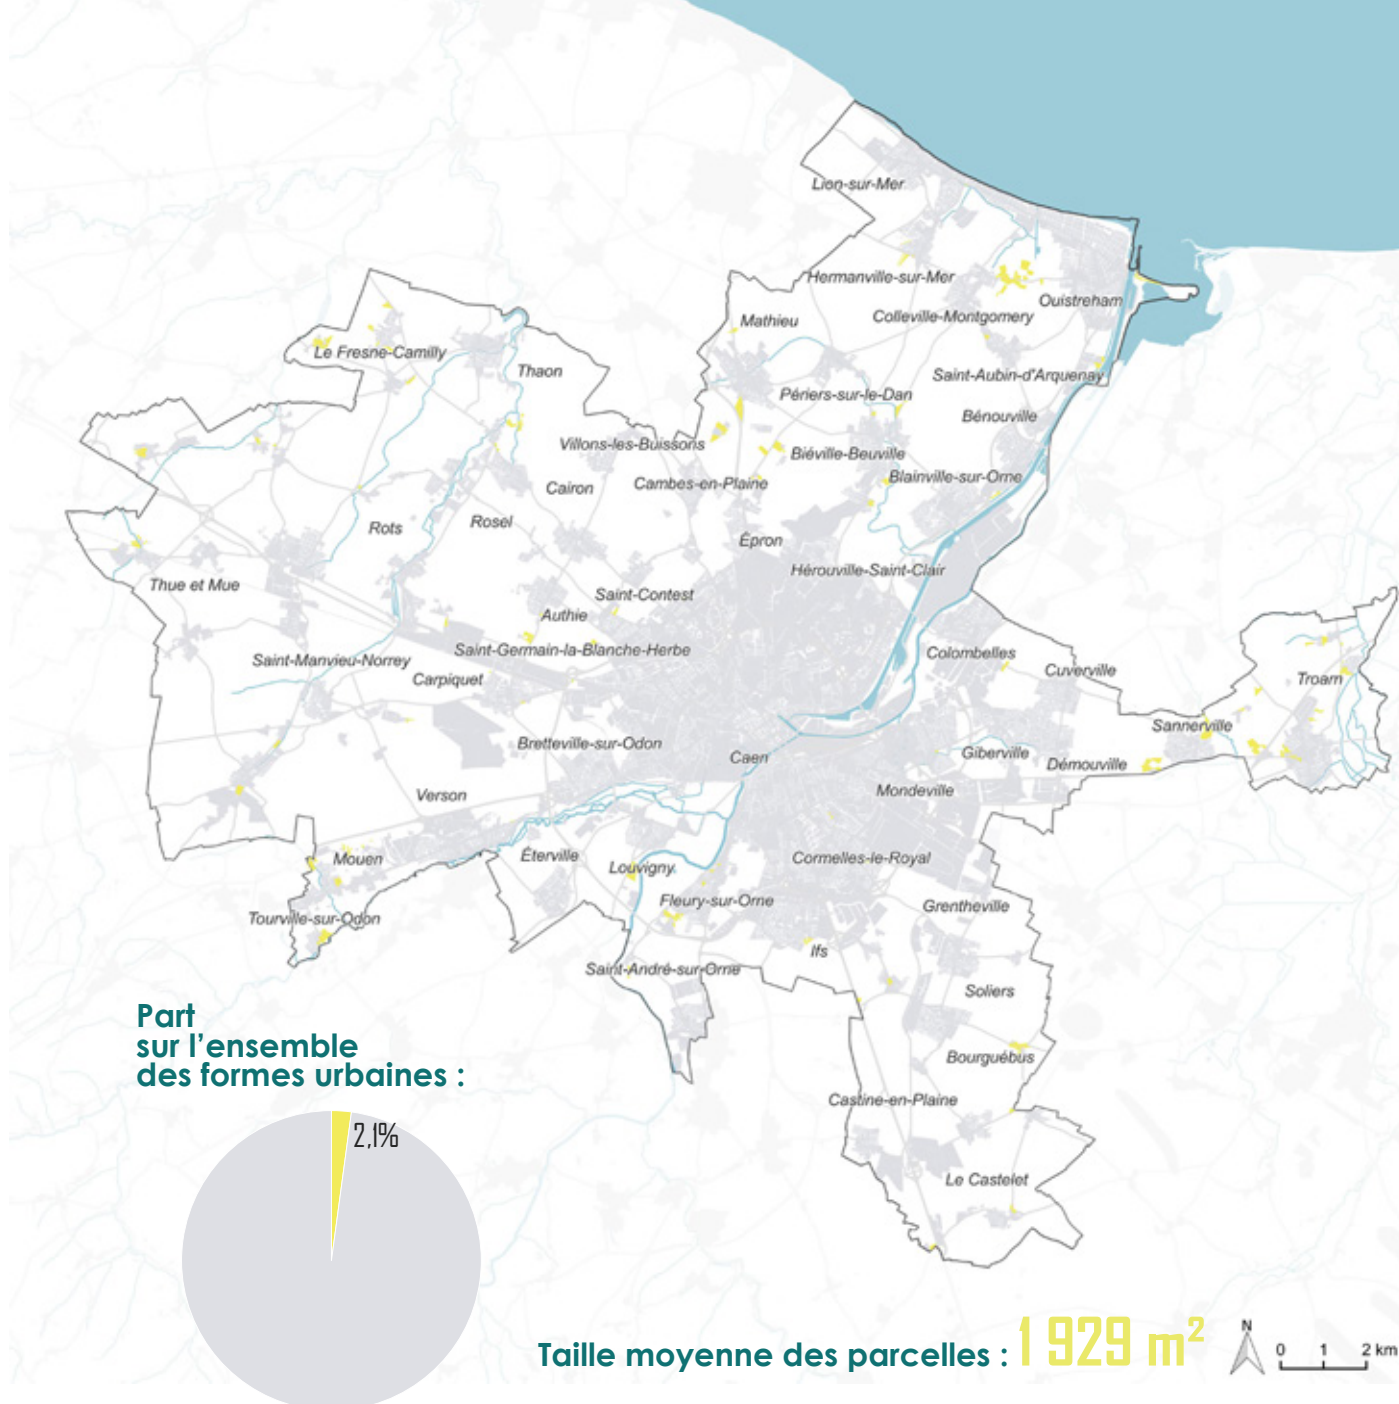 Lion-sur-Mer
Hermanville-sur-Mer
Ouistreham
Colleville-Montgomery
Mathieu
Le Fresne-Camilly
Thaon
Saint-Aubin-d'Arquenay
Périers-sur-le-Dan
Bénouville
Villons-les-Buissons
Biéville-Beuville
Blainville-sur-Orne
Cambes-en-Plaine
Cairon
Rosel
Rots
Épron
Hérouville-Saint-Clair
Thue et Mue
Saint-Contest
Authie
Saint-Germain-la-Blanche-Herbe
Saint-Manvieu-Norrey
Carpiquet
Colombelles
Cuverville
Troarn
Sannerville
Bretteville-sur-Odon
Caen
Giberville
Démouville
Verson
Mondeville
Mouen
Éterville
Louvigny
Cormelles-le-Royal
Fleury-sur-Orne
Grentheville
Tourville-sur-Odon
Ifs
Saint-André-sur-Orne
Soliers
Bourguébus
Castine-en-Plaine
Le Castelet
Part
sur l'ensemble
des formes urbaines :
2,1%
Taille moyenne des parcelles : 1 929 m²
N
0 1 2 km